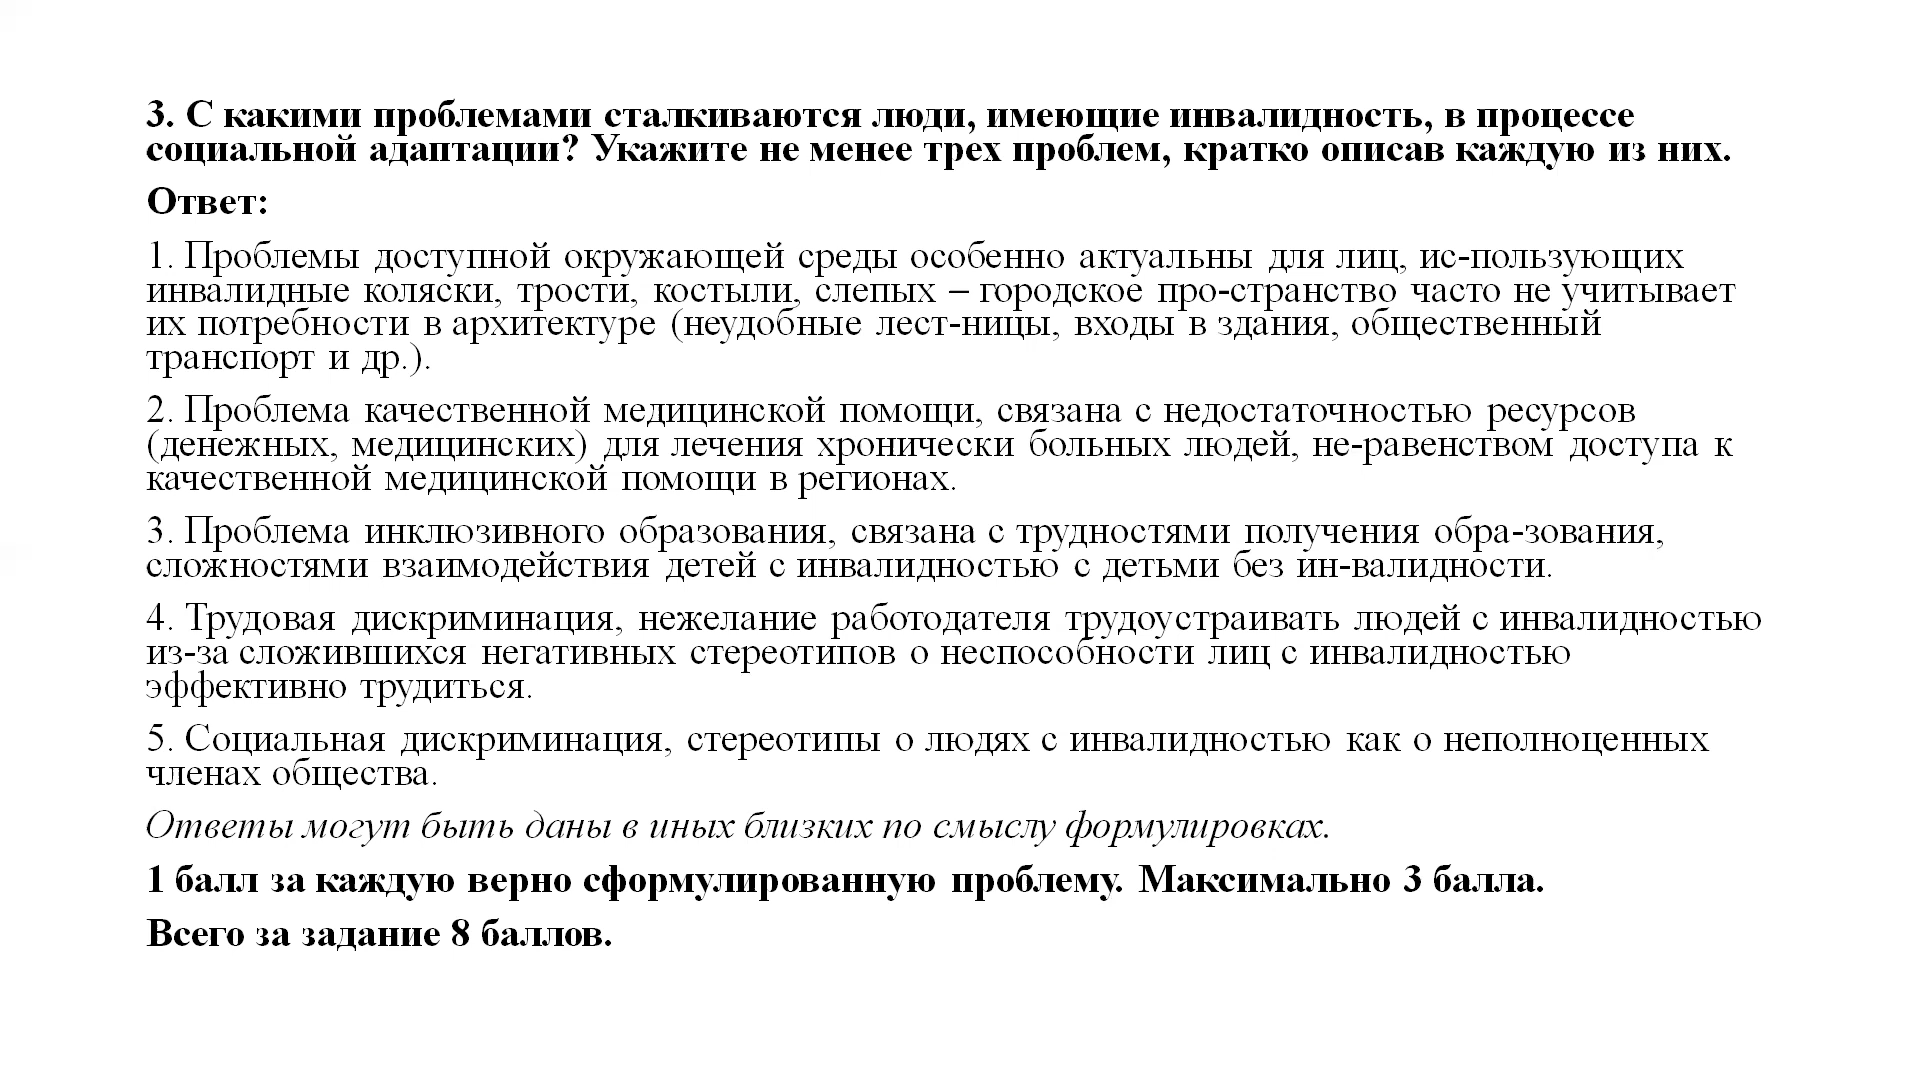 3. С какими проблемами сталкиваются люди, имеющие инвалидность, в процессе
социальной адаптации? Укажите не менее трех проблем, кратко описав каждую из них.
Ответ:
1. Проблемы доступной окружающей среды особенно актуальны для лиц, ис-пользующих
инвалидные коляски, трости, костыли, слепых – городское про-странство часто не учитывает
их потребности в архитектуре (неудобные лест-ницы, входы в здания, общественный
транспорт и др.).
2. Проблема качественной медицинской помощи, связана с недостаточностью ресурсов
(денежных, медицинских) для лечения хронически больных людей, не-равенством доступа к
качественной медицинской помощи в регионах.
3. Проблема инклюзивного образования, связана с трудностями получения обра-зования,
сложностями взаимодействия детей с инвалидностью с детьми без ин-валидности.
4. Трудовая дискриминация, нежелание работодателя трудоустраивать людей с инвалидностью
из-за сложившихся негативных стереотипов о неспособности лиц с инвалидностью
эффективно трудиться.
5. Социальная дискриминация, стереотипы о людях с инвалидностью как о неполноценных
членах общества.
Ответы могут быть даны в иных близких по смыслу формулировках.
1 балл за каждую верно сформулированную проблему. Максимально 3 балла.
Всего за задание 8 баллов.